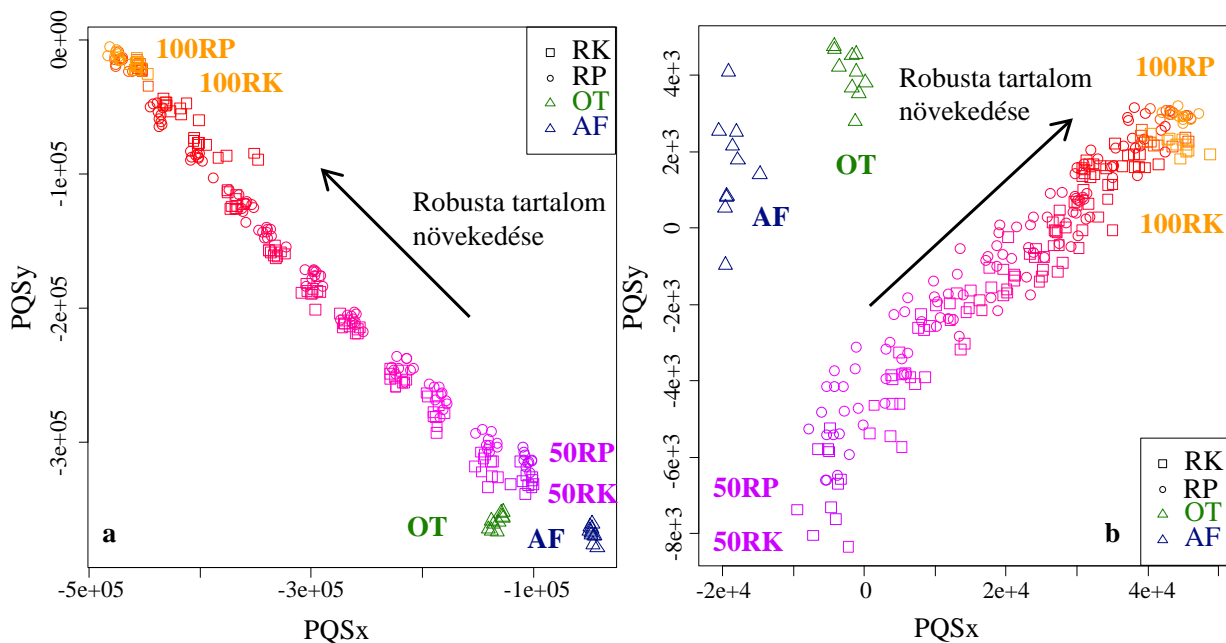 0e+00
-1e+05
-2e+05
-3e+05
PQSy
100RP
100RK
RK
RP
OT
AF
Robusta tartalom
növekedése
50RP
50RK
OT
AF
a
-5e+05
-3e+05
-1e+05
PQSx
4e+3
2e+3
0
-2e+3
-4e+3
-6e+3
-8e+3
PQSy
Robusta tartalom
növekedése
100RP
OT
AF
100RK
50RP
50RK
RK
RP
OT
AF
b
-2e+4
0
2e+4
4e+4
PQSx